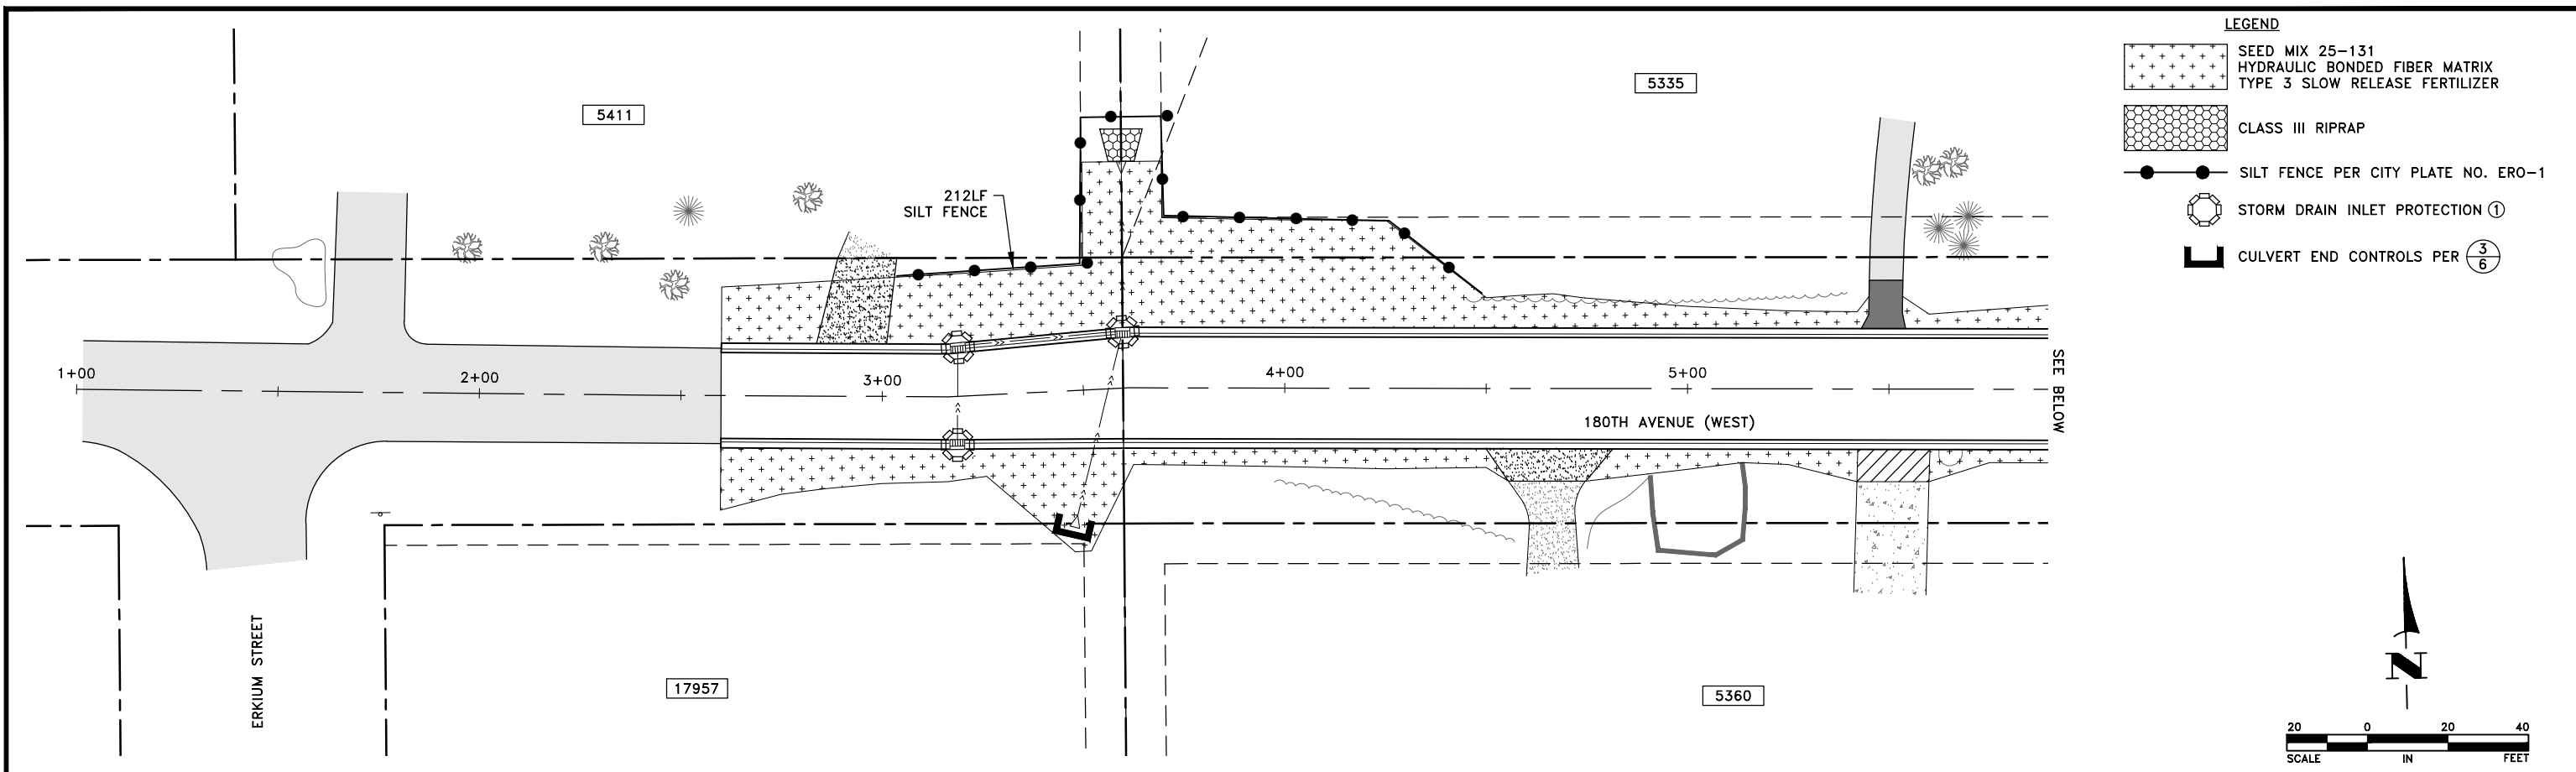 LEGEND
SEED MIX 25-131
HYDRAULIC BONDED FIBER MATRIX
TYPE 3 SLOW RELEASE FERTILIZER
CLASS III RIPRAP
SILT FENCE PER CITY PLATE NO. ERO-1
STORM DRAIN INLET PROTECTION 1
CULVERT END CONTROLS PER 3
6
5411
5335
212LF
SILT FENCE
1+00
2+00
3+00
4+00
5+00
180TH AVENUE (WEST)
SEE BELOW
ERKIUM STREET
17957
5360
N
20 0 20 40
SCALE IN FEET